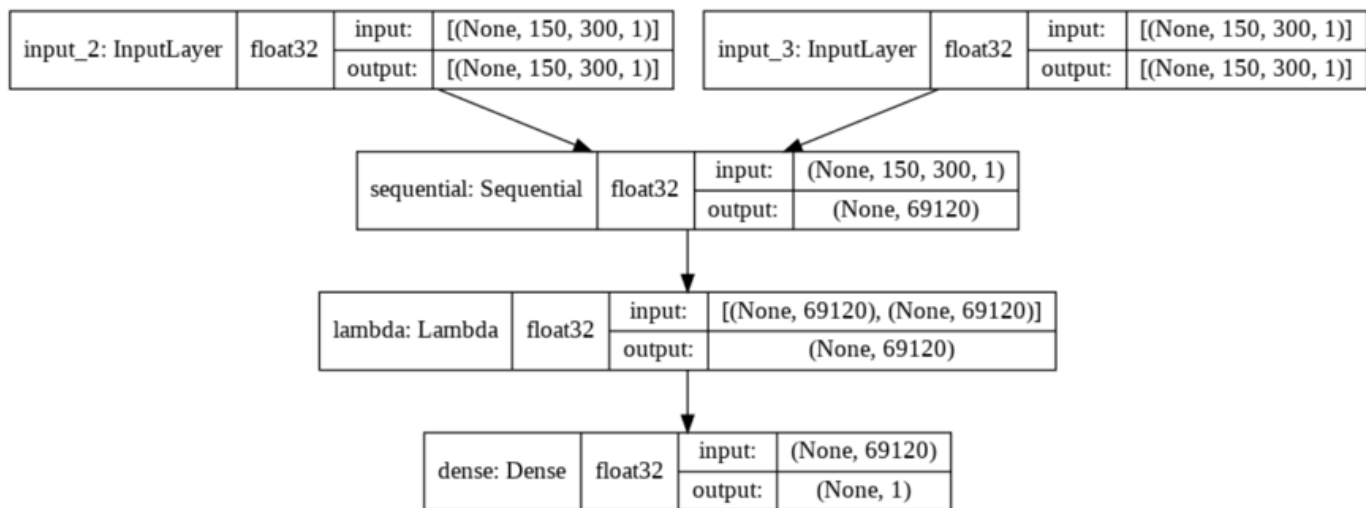 input_2: InputLayer float32 input: [(None, 150, 300, 1)]
output: [(None, 150, 300, 1)]
input_3: InputLayer float32 input: [(None, 150, 300, 1)]
output: [(None, 150, 300, 1)]
sequential: Sequential float32 input: (None, 150, 300, 1)
output: (None, 69120)
lambda: Lambda float32 input: [(None, 69120), (None, 69120)]
output: (None, 69120)
dense: Dense float32 input: (None, 69120)
output: (None, 1)